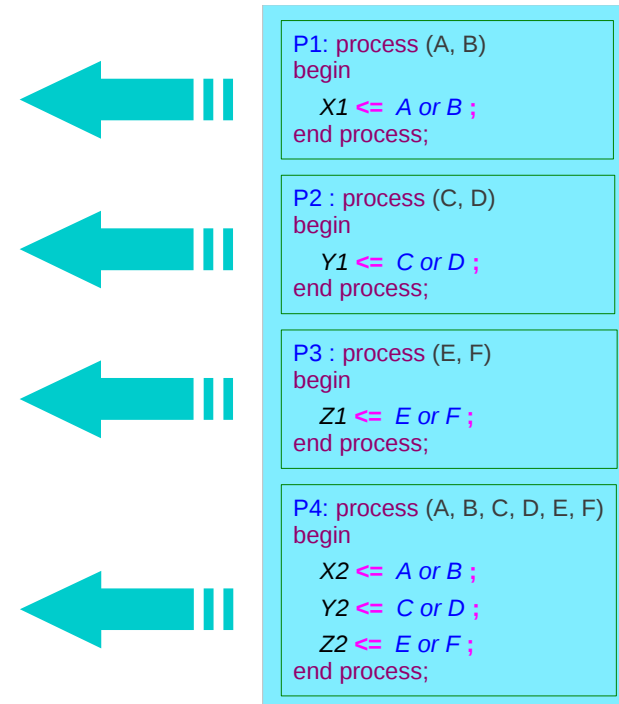 P1: process (A, B)
begin
X1 <= A or B ;
end process;
P2 : process (C, D)
begin
Y1 <= C or D ;
end process;
P3 : process (E, F)
begin
Z1 <= E or F ;
end process;
P4: process (A, B, C, D, E, F)
begin
X2 <= A or B ;
Y2 <= C or D ;
Z2 <= E or F ;
end process;